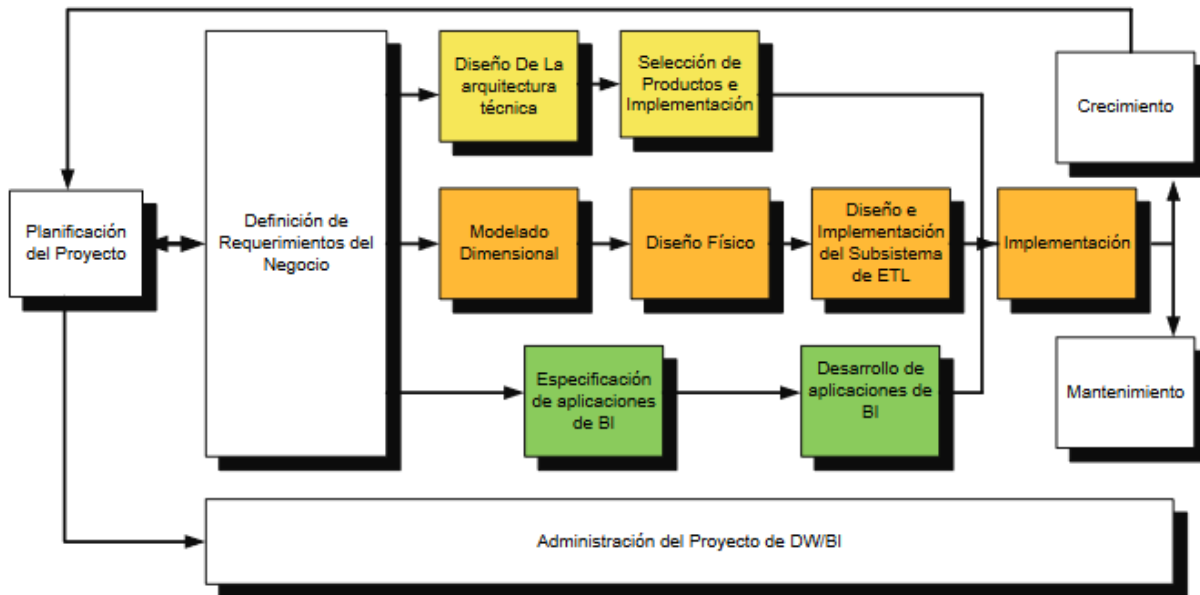 Planificación
del Proyecto
Definición de
Requerimientos del
Negocio
Diseño De La
arquitectura
técnica
Selección de
Productos e
Implementación
Modelado
Dimensional
Diseño Físico
Diseño e
Implementación
del Subsistema
de ETL
Especificación
de aplicaciones
de BI
Desarrollo de
aplicaciones de
BI
Implementación
Crecimiento
Mantenimiento
Administración del Proyecto de DW/BI